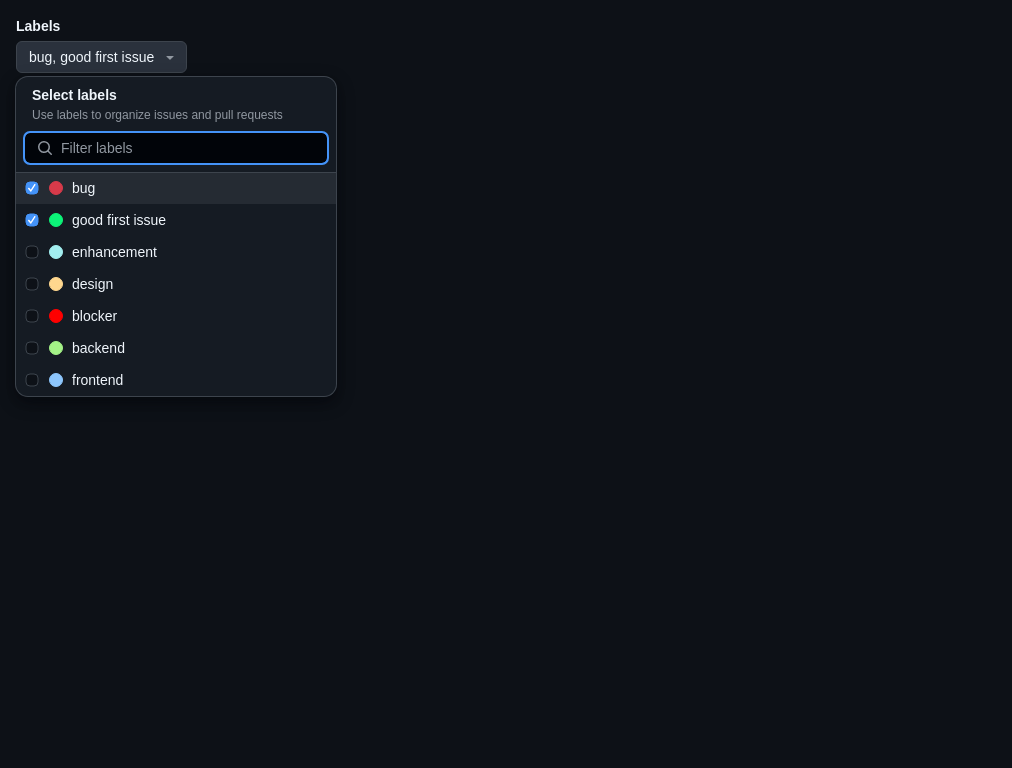 Labels
bug, good first issue
Select labels
Use labels to organize issues and pull requests
Filter labels
bug
good first issue
enhancement
design
blocker
backend
frontend